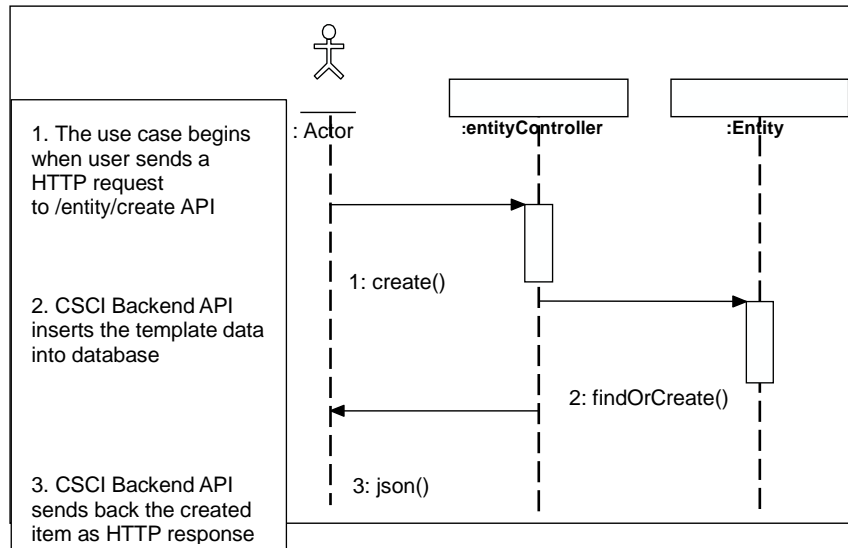 : Actor
:entityController
:Entity
1. The use case begins
when user sends a
HTTP request
to /entity/create API
1: create()
2. CSCI Backend API
inserts the template data
into database
2: findOrCreate()
3. CSCI Backend API
sends back the created
item as HTTP response
3: json()